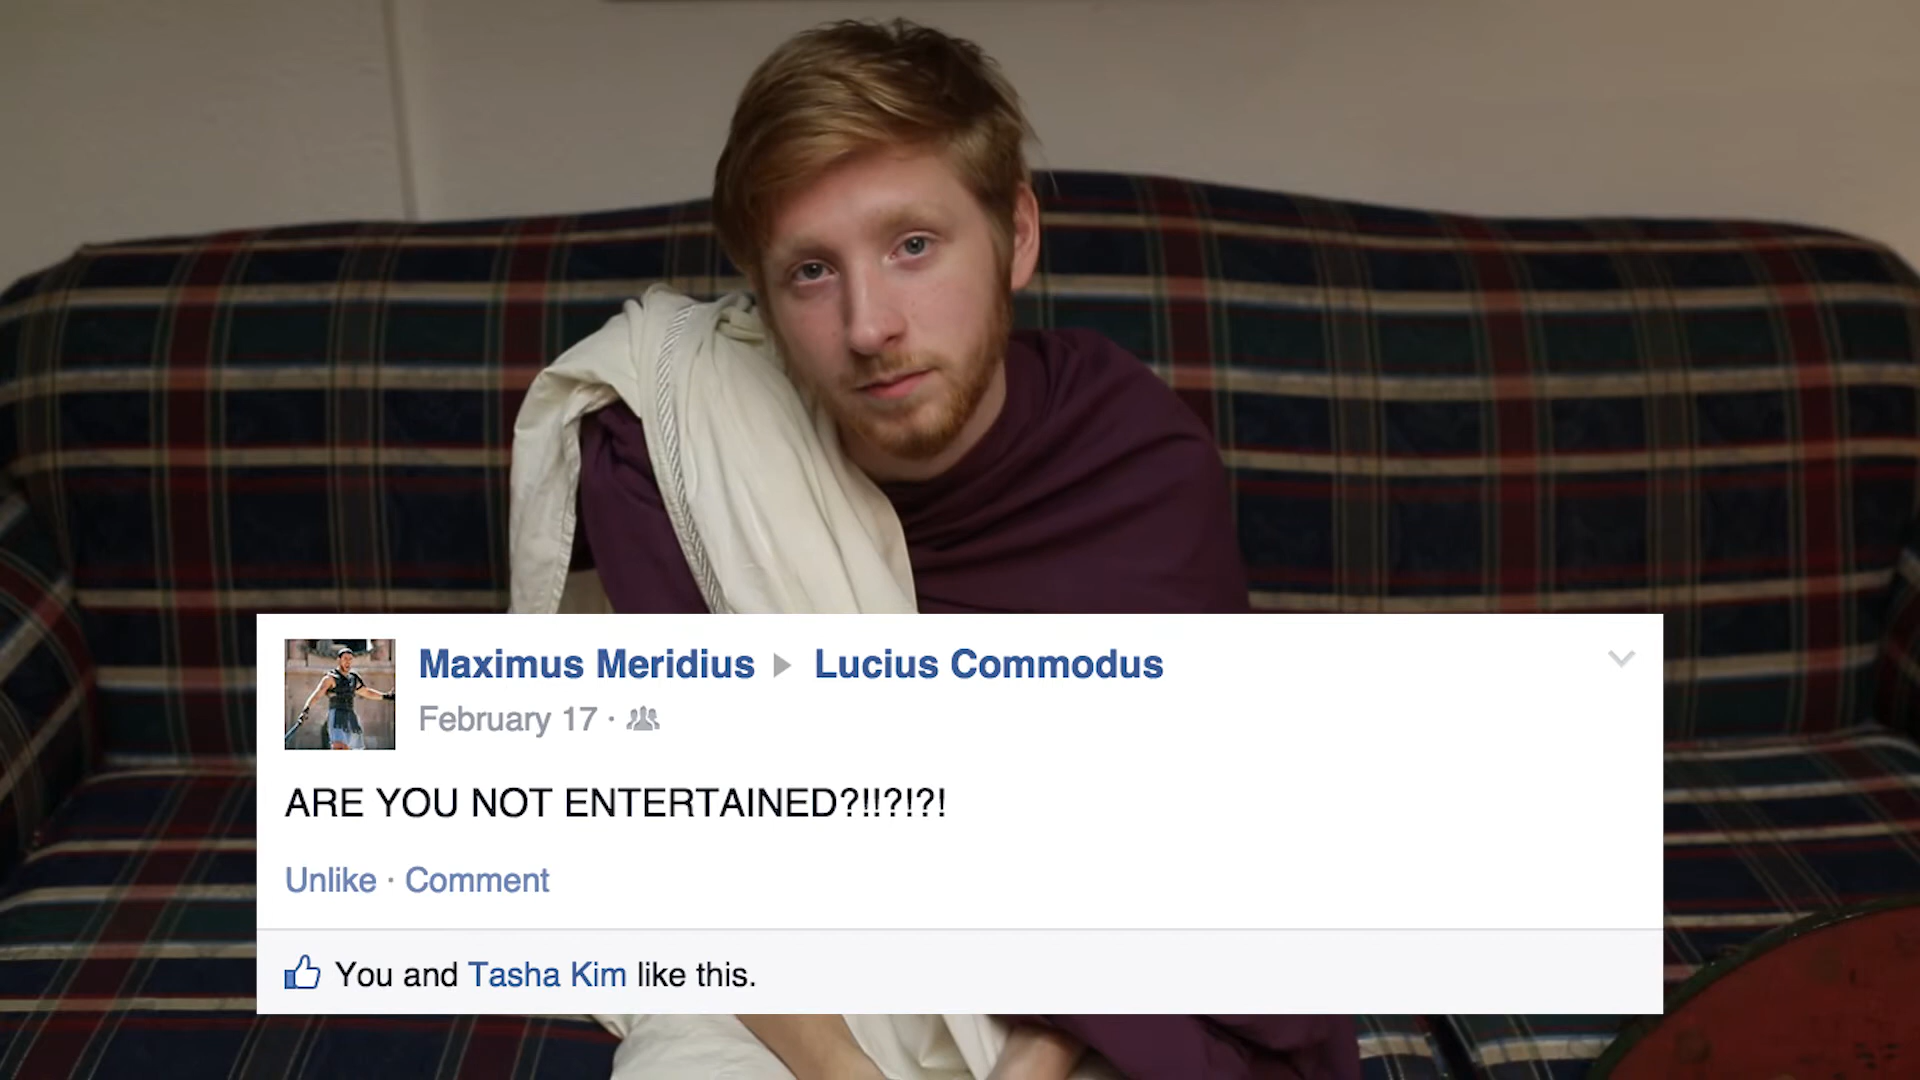 Maximus Meridius ▶ Lucius Commodus
February 17 ·
ARE YOU NOT ENTERTAINED?!!?!?!
Unlike · Comment
You and Tasha Kim like this.